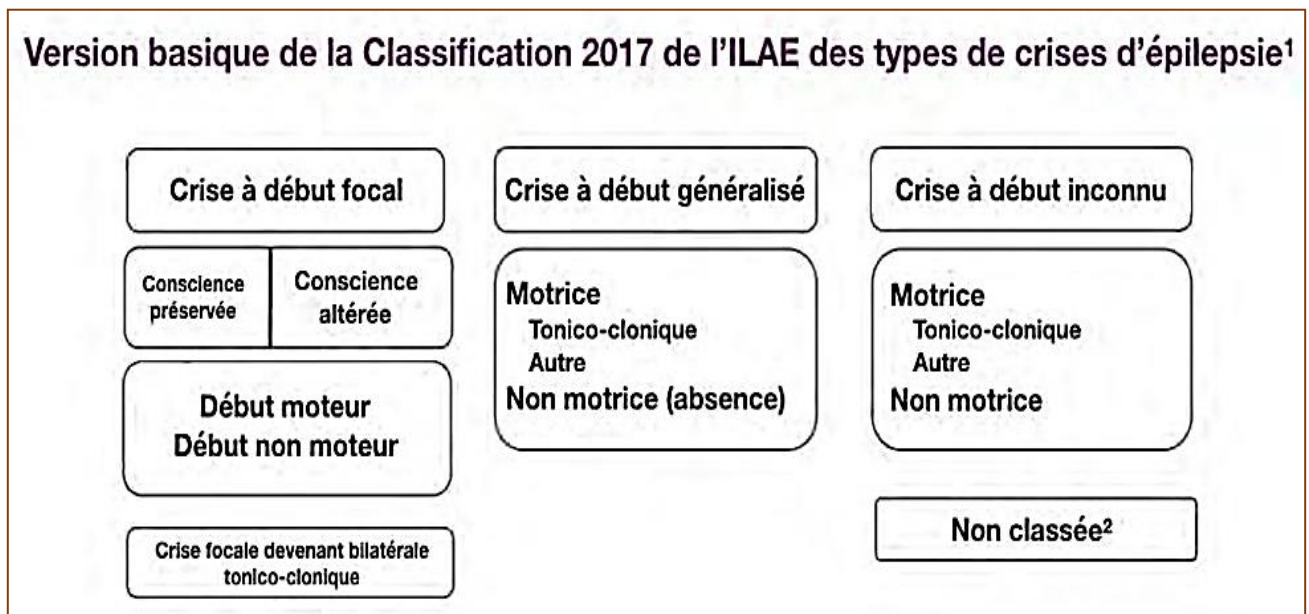 Version basique de la Classification 2017 de l'ILAE des types de crises d'épilepsie¹
Crise à début focal
Conscience
préservée
Conscience
altérée
Début moteur
Début non moteur
Crise focale devenant bilatérale
tonico-clonique
Crise à début généralisé
Motrice
Tonico-clonique
Autre
Non motrice (absence)
Crise à début inconnu
Motrice
Tonico-clonique
Autre
Non motrice
Non classée²